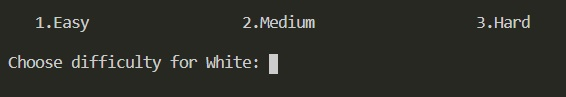 1.Easy 2.Medium 3.Hard
Choose difficulty for White: